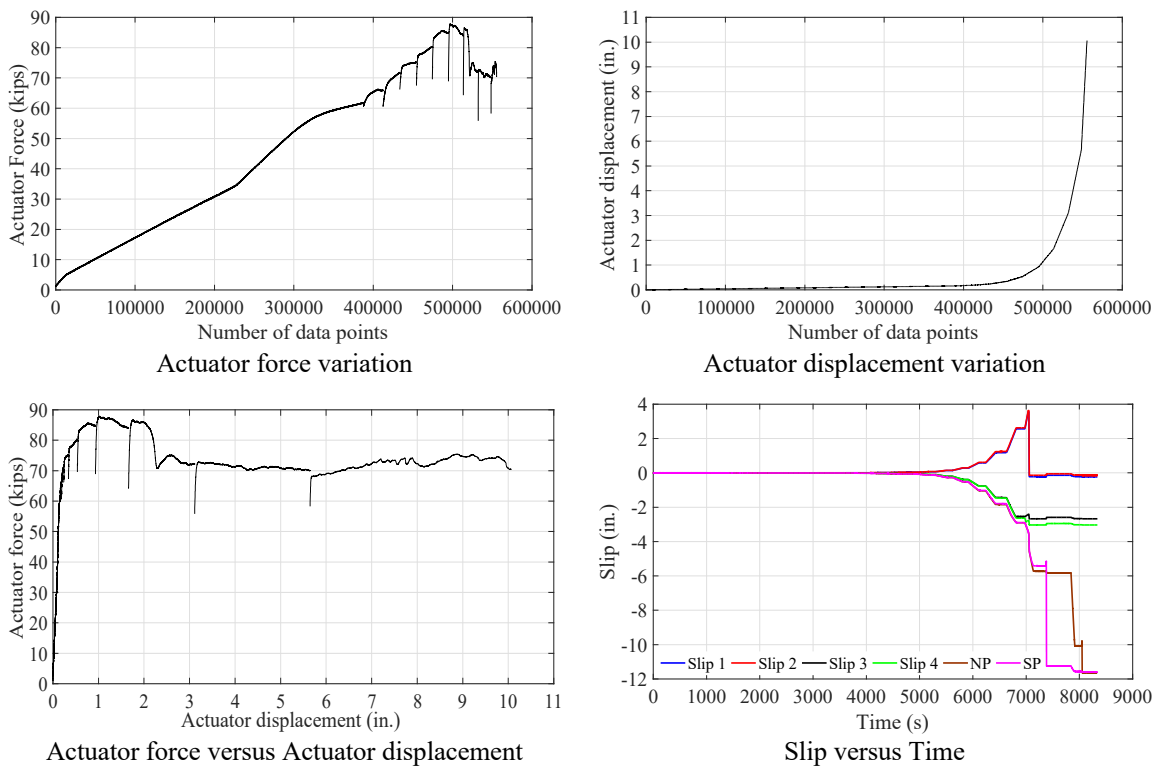 90
80
70
60
50
40
30
20
10
0
Actuator Force (kips)
0 100000 200000 300000 400000 500000 600000
Number of data points
Actuator force variation
11
10
9
8
7
6
5
4
3
2
1
0
Actuator displacement (in.)
0 100000 200000 300000 400000 500000 600000
Number of data points
Actuator displacement variation
90
80
70
60
50
40
30
20
10
0
Actuator force (kips)
0 1 2 3 4 5 6 7 8 9 10 11
Actuator displacement (in.)
Actuator force versus Actuator displacement
4
2
0
-2
-4
-6
-8
-10
-12
Slip (in.)
Slip 1 Slip 2 Slip 3 Slip 4 NP SP
0 1000 2000 3000 4000 5000 6000 7000 8000 9000
Time (s)
Slip versus Time